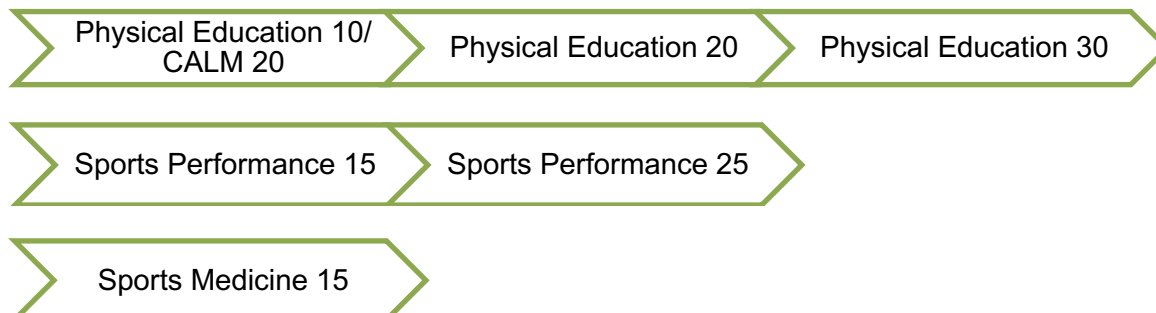 Physical Education 10/
CALM 20
Physical Education 20
Physical Education 30
Sports Performance 15
Sports Performance 25
Sports Medicine 15